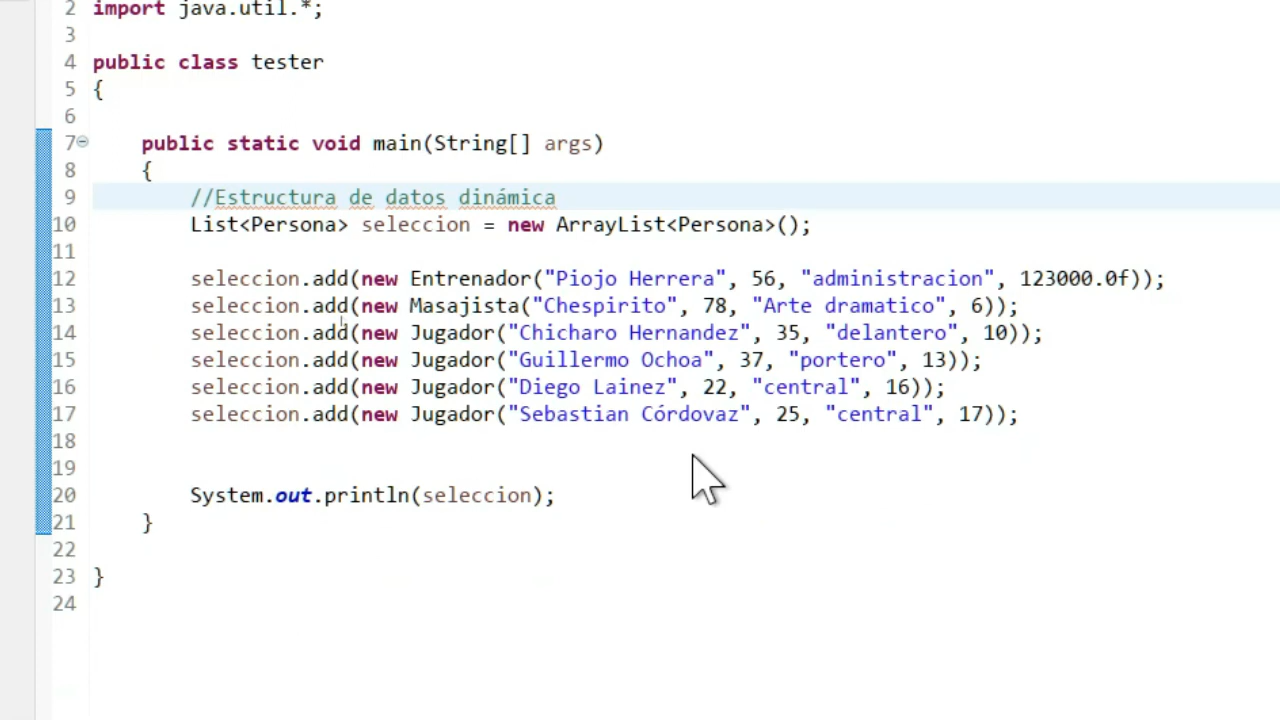 2 import java.util.*;
3
4 public class tester
5 {
6
7 public static void main(String[] args)
8 {
9 //Estructura de datos dinámica
10 List<Persona> seleccion = new ArrayList<Persona>();
11
12 seleccion.add(new Entrenador("Piojo Herrera", 56, "administracion", 123000.0f));
13 seleccion.add(new Masajista("Chespirito", 78, "Arte dramatico", 6));
14 seleccion.add(new Jugador("Chicharo Hernandez", 35, "delantero", 10));
15 seleccion.add(new Jugador("Guillermo Ochoa", 37, "portero", 13));
16 seleccion.add(new Jugador("Diego Lainez", 22, "central", 16));
17 seleccion.add(new Jugador("Sebastian Córdovaz", 25, "central", 17));
18
19
20 System.out.println(seleccion);
21 }
22
23 }
24